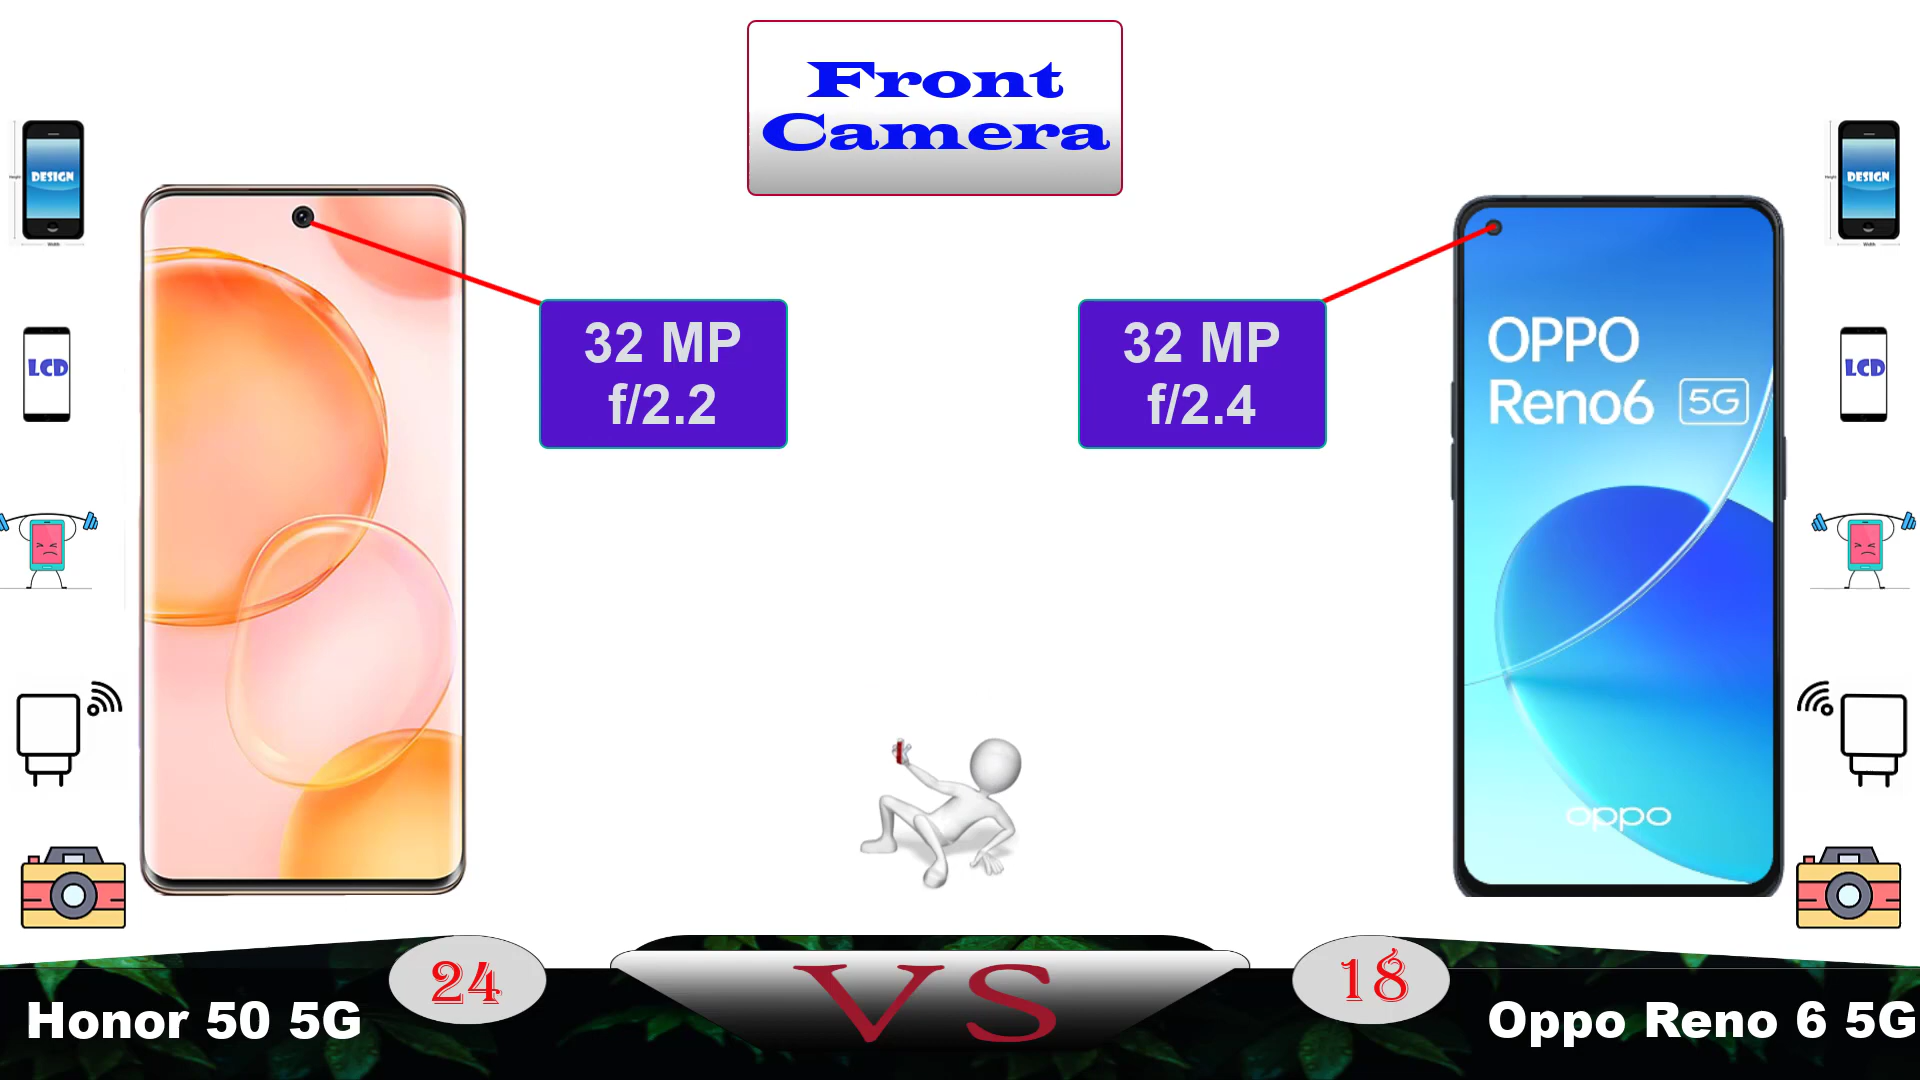 Front
Camera
DESIGN
DESIGN
LCD
LCD
32 MP
f/2.2
32 MP
f/2.4
OPPO
Reno6 5G
oppo
24
VS
18
Honor 50 5G
Oppo Reno 6 5G